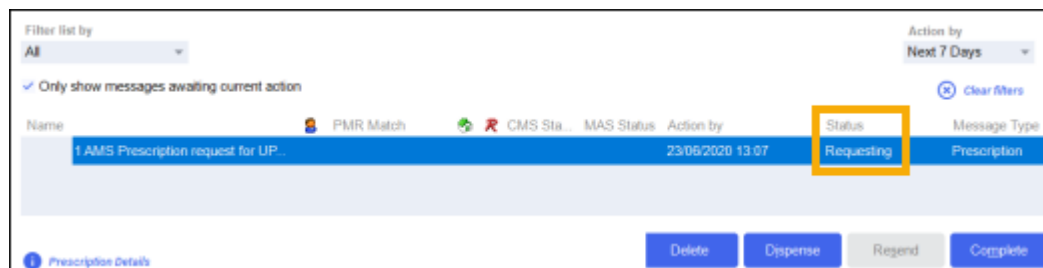 Filter list by
Action by
All
Next 7 Days
Only show messages awaiting current action
Clear filters
Name PMR Match CMS Sta... MAS Status Action by Status Message Type
1 AMS Prescription request for UP... 23/06/2020 13:07 Requesting Prescription
Delete Dispense Resend Complete
Prescription Details